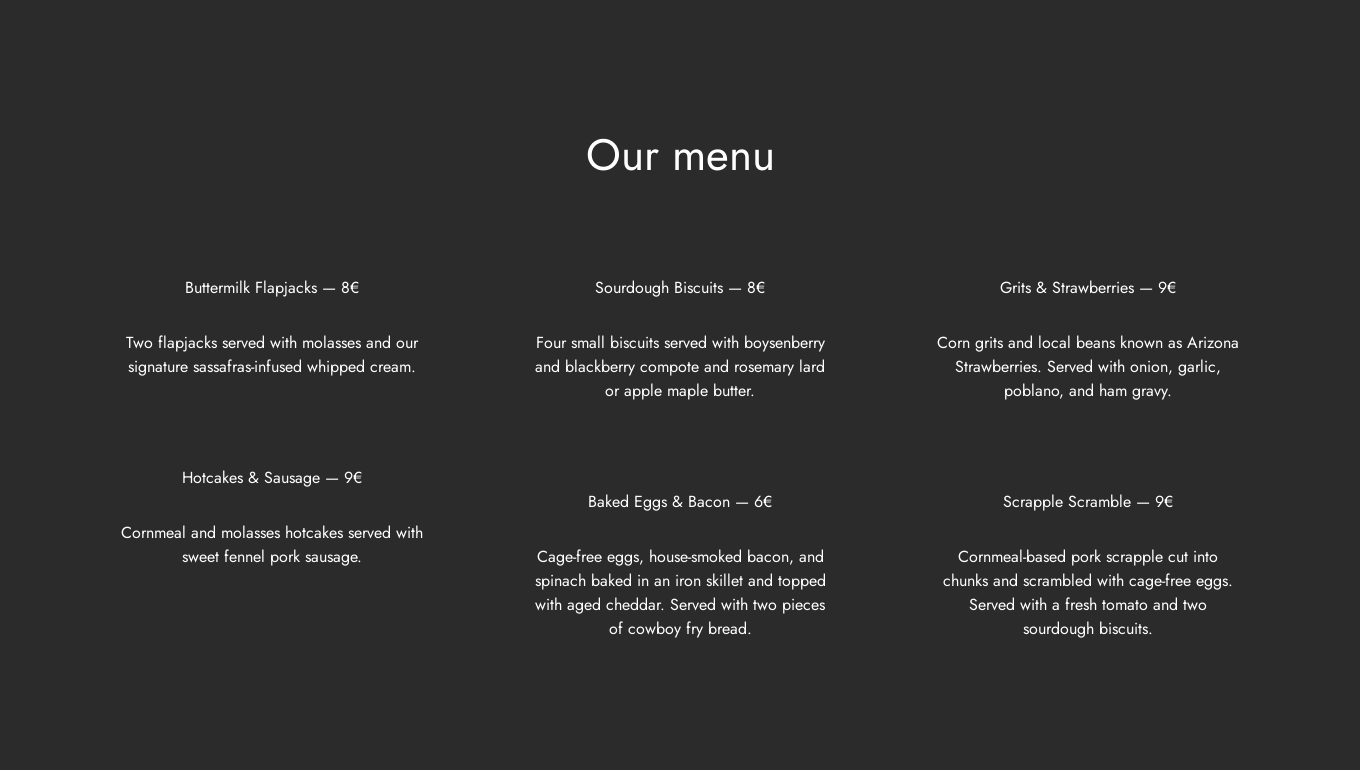 Our menu
Buttermilk Flapjacks — 8€
Two flapjacks served with molasses and our
signature sassafras-infused whipped cream.
Hotcakes & Sausage — 9€
Cornmeal and molasses hotcakes served with
sweet fennel pork sausage.
Sourdough Biscuits — 8€
Four small biscuits served with boysenberry
and blackberry compote and rosemary lard
or apple maple butter.
Baked Eggs & Bacon — 6€
Cage-free eggs, house-smoked bacon, and
spinach baked in an iron skillet and topped
with aged cheddar. Served with two pieces
of cowboy fry bread.
Grits & Strawberries — 9€
Corn grits and local beans known as Arizona
Strawberries. Served with onion, garlic,
poblano, and ham gravy.
Scrapple Scramble — 9€
Cornmeal-based pork scrapple cut into
chunks and scrambled with cage-free eggs.
Served with a fresh tomato and two
sourdough biscuits.